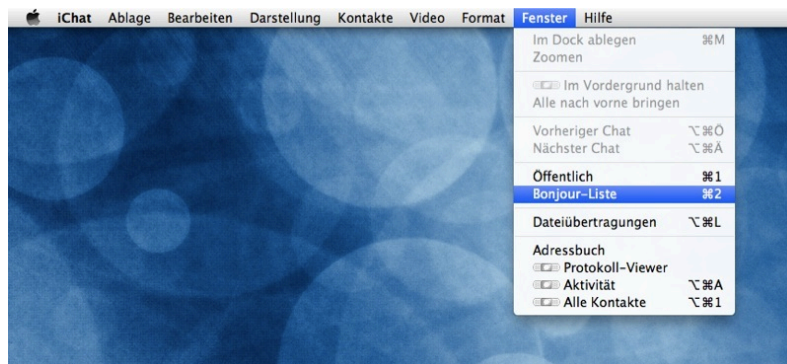 iChat Ablage Bearbeiten Darstellung Kontakte Video Format Fenster Hilfe
Im Dock ablegen ⌘M
Zoomen
Im Vordergrund halten
Alle nach vorne bringen
Vorheriger Chat ⌥⌘Ö
Nächster Chat ⌥⌘Ä
Öffentlich ⌘1
Bonjour-Liste ⌘2
Dateiübertragungen ⌥⌘L
Adressbuch
Protokoll-Viewer
Aktivität ⌥⌘A
Alle Kontakte ⌥⌘1